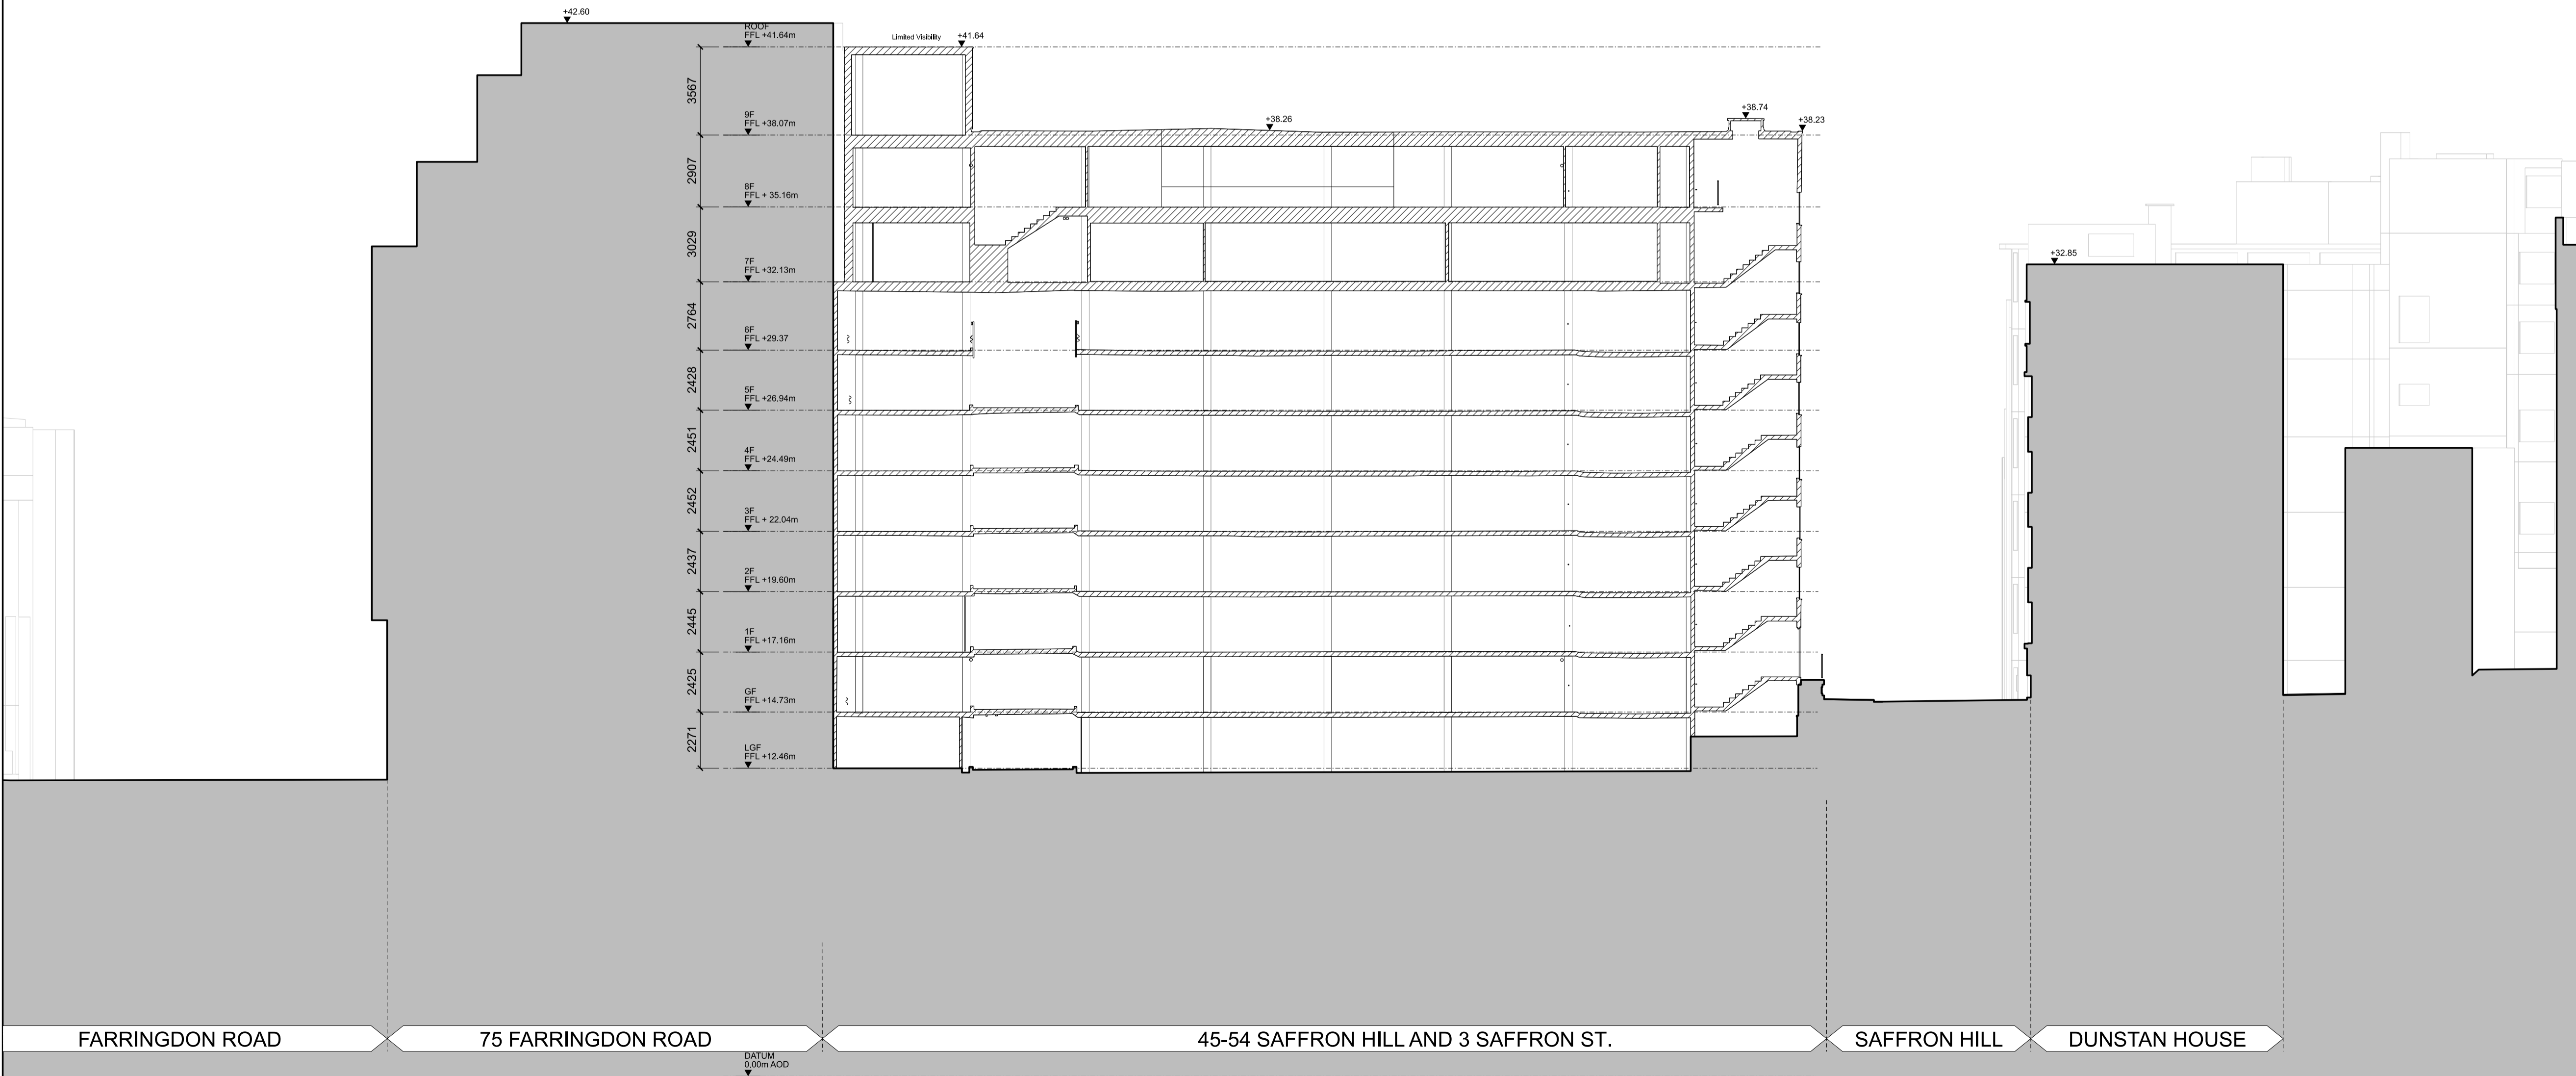 +42.60
ROOF
FFL +41.64m
Limited Visibility
+41.64
3567
9F
FFL +38.07m
+38.26
+38.74
+38.23
2907
8F
FFL + 35.16m
3029
7F
FFL +32.13m
+32.85
2764
6F
FFL +29.37
2428
5F
FFL +26.94m
2451
4F
FFL +24.49m
2452
3F
FFL + 22.04m
2437
2F
FFL +19.60m
2445
1F
FFL +17.16m
2425
GF
FFL +14.73m
2271
LGF
FFL +12.46m
FARRINGDON ROAD
75 FARRINGDON ROAD
45-54 SAFFRON HILL AND 3 SAFFRON ST.
SAFFRON HILL
DUNSTAN HOUSE
DATUM
0.00m AOD